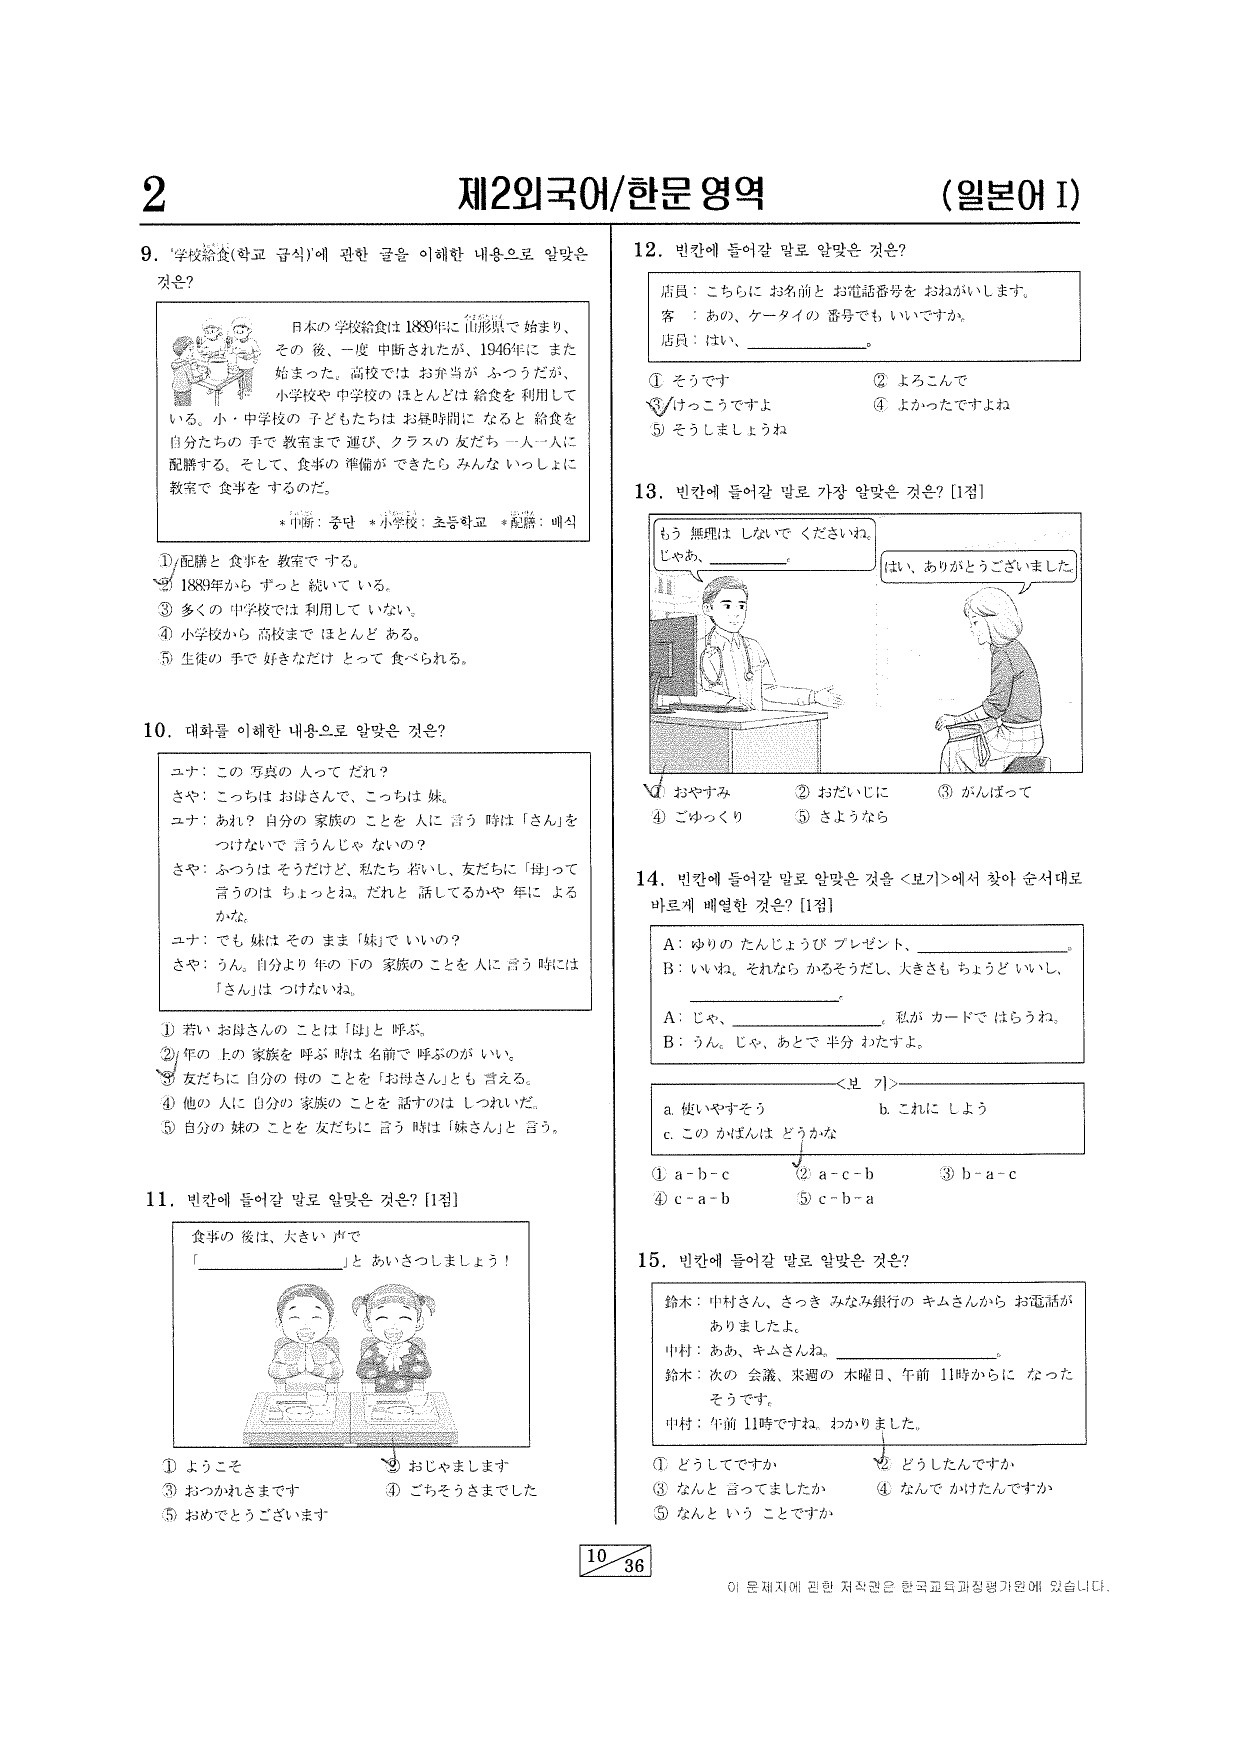 2
제2외국어/한문 영역
(일본어 I)
9. ‘学校給食(학교 급식)’에 관한 글을 이해한 내용으로 알맞은
것은?
日本の 学校給食は 1889年に 山形県で 始まり、
その 後、一度 中断されたが、1946年に また
始まった。高校では お弁当が ふつうだが、
小学校や 中学校の ほとんどは 給食を 利用して
いる。小・中学校の 子どもたちは お昼時間に なると 給食を
自分たちの 手で 教室まで 運び、クラスの 友だち 一人一人に
配膳する。そして、食事の 準備が できたら みんな いっしょに
教室で 食事を するのだ。
*中断: 중단 *小学校: 초등학교 *配膳: 배식
① 配膳と 食事を 教室で する。
② 1889年から ずっと 続いて いる。
③ 多くの 中学校では 利用して いない。
④ 小学校から 高校まで ほとんど ある。
⑤ 生徒の 手で 好きなだけ とって 食べられる。
10. 대화를 이해한 내용으로 알맞은 것은?
ユナ: この 写真の 人って だれ?
さや: こっちは お母さんで、こっちは 妹。
ユナ: あれ? 自分の 家族の ことを 人に 言う 時は「さん」を
つけないで 言うんじゃ ないの?
さや: ふつうは そうだけど、私たち 若いし、友だちに「母」って
言うのは ちょっとね。だれと 話してるかや 年に よる
かな。
ユナ: でも 妹は その まま「妹」で いいの?
さや: うん。自分より 年の 下の 家族の ことを 人に 言う 時には
「さん」は つけないね。
① 若い お母さんの ことは「母」と 呼ぶ。
② 年の 上の 家族を 呼ぶ 時は 名前で 呼ぶのが いい。
③ 友だちに 自分の 母の ことを「お母さん」とも 言える。
④ 他の 人に 自分の 家族の ことを 話すのは しつれいだ。
⑤ 自分の 妹の ことを 友だちに 言う 時は「妹さん」と 言う。
11. 빈칸에 들어갈 말로 알맞은 것은? [1점]
食事の 後は、大きい 声で
「____________」と あいさつしましょう!
① ようこそ ② おじゃまします
③ おつかれさまです ④ ごちそうさまでした
⑤ おめでとうございます
12. 빈칸에 들어갈 말로 알맞은 것은?
店員: こちらに お名前と お電話番号を おねがいします。
客 : あの、ケータイの 番号でも いいですか。
店員: はい、____________。
① そうです ② よろこんで
③ けっこうですよ ④ よかったですよね
⑤ そうしましょうね
13. 빈칸에 들어갈 말로 가장 알맞은 것은? [1점]
もう 無理は しないで くださいね。
じゃあ、__________。
はい、ありがとうございました。
① おやすみ ② おだいじに ③ がんばって
④ ごゆっくり ⑤ さようなら
14. 빈칸에 들어갈 말로 알맞은 것을 <보기>에서 찾아 순서대로
바르게 배열한 것은? [1점]
A: ゆりの たんじょうび プレゼント、____________。
B: いいね。それなら かるそうだし、大きさも ちょうど いいし、
____________。
A: じゃ、____________。私が カードで はらうね。
B: うん。じゃ、あとで 半分 わたすよ。
<보 기>
a. 使いやすそう b. これに しよう
c. この かばんは どうかな
① a-b-c ② a-c-b ③ b-a-c
④ c-a-b ⑤ c-b-a
15. 빈칸에 들어갈 말로 알맞은 것은?
鈴木: 中村さん、さっき みなみ銀行の キムさんから お電話が
ありましたよ。
中村: ああ、キムさんね。____________。
鈴木: 次の 会議、来週の 木曜日、午前 11時からに なった
そうです。
中村: 午前 11時ですね。わかりました。
① どうしてですか ② どうしたんですか
③ なんと 言ってましたか ④ なんで かけたんですか
⑤ なんと いう ことですか
10/36
이 문제지에 관한 저작권은 한국교육과정평가원에 있습니다.